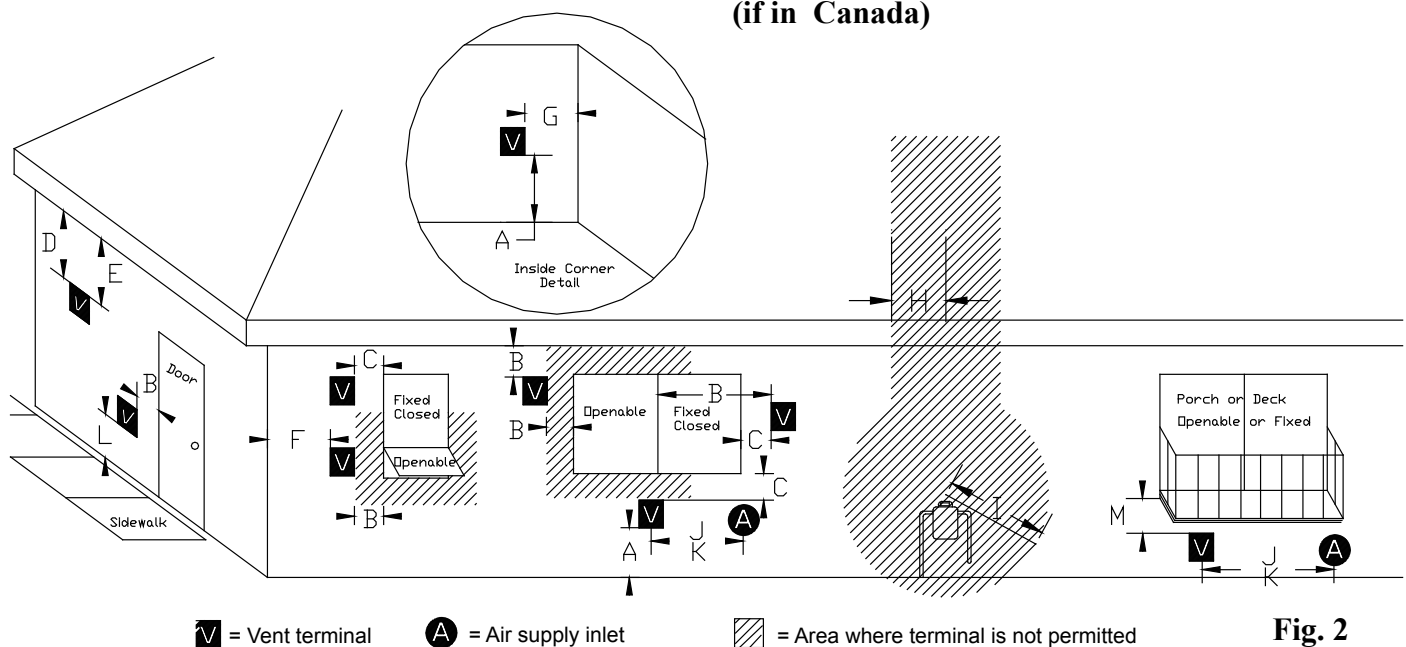 (if in Canada)
G
V
A
Inside Corner
Detail
D
E
V
H
Door
B
V
L
Sidewalk
C
V
Fixed
Closed
F
V
Openable
B
B
V
B
Openable
Fixed
Closed
B
V
C
C
V
A
A
J
K
I
Porch or Deck
Openable or Fixed
M
V
A
J
K
V = Vent terminal
A = Air supply inlet
= Area where terminal is not permitted
Fig. 2